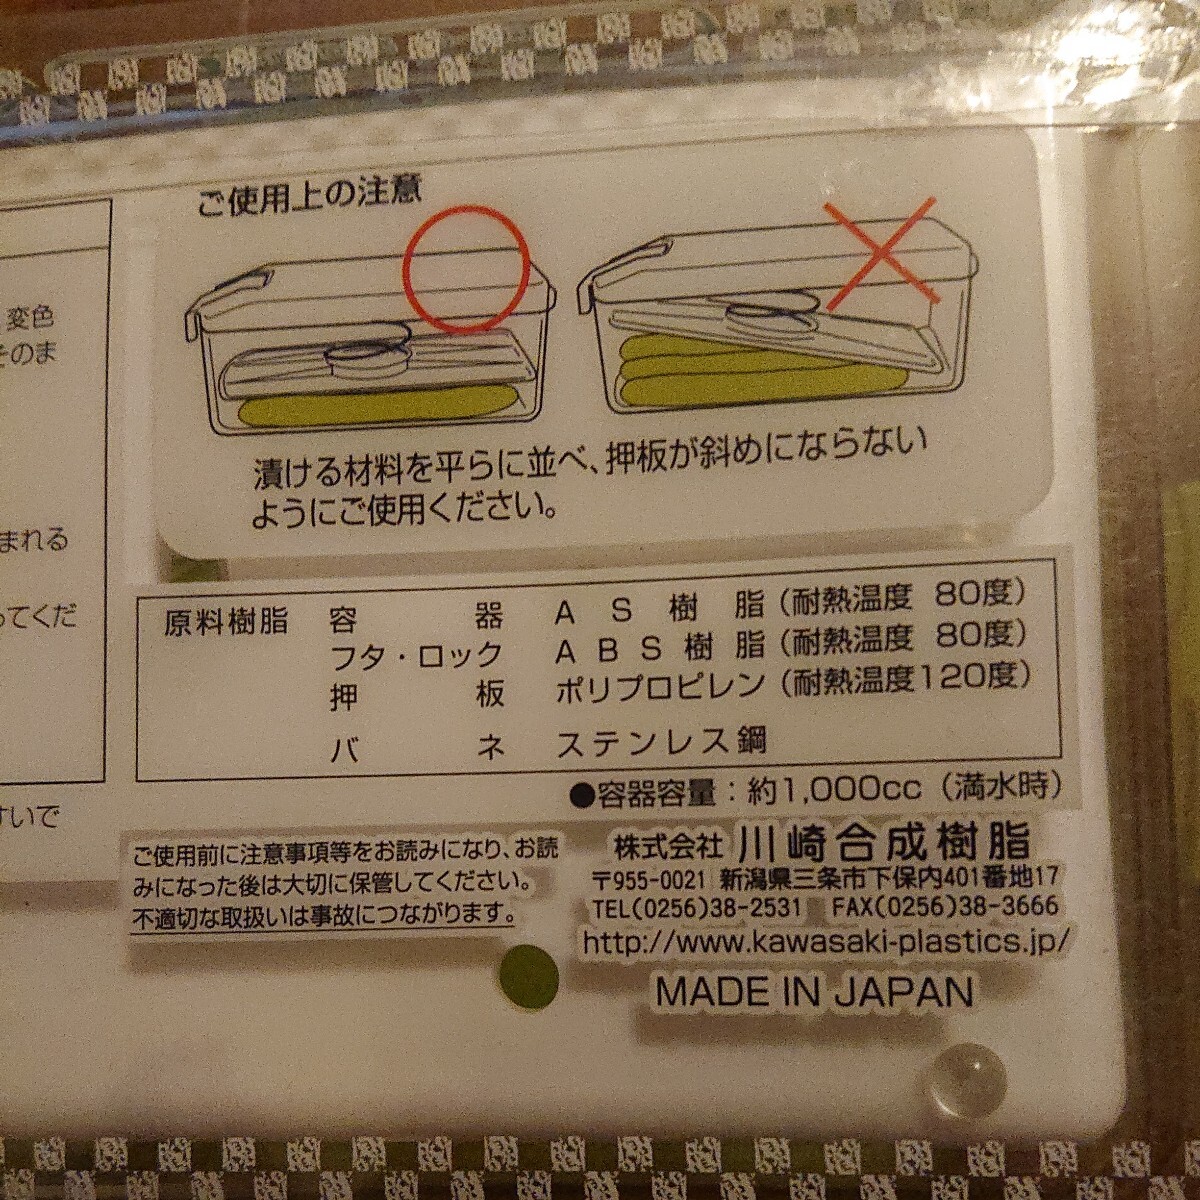 ご使用上の注意
変色
そのま
まれる
ってくだ
すいで
漬ける材料を平らに並べ、押板が斜めにならない
ようにご使用ください。
原料樹脂 容器 AS樹脂(耐熱温度 80度)
フタ・ロック ABS樹脂(耐熱温度 80度)
押板 ポリプロピレン(耐熱温度120度)
バネ ステンレス鋼
●容器容量:約1,000cc(満水時)
ご使用前に注意事項等をお読みになり、お読
みになった後は大切に保管してください。
不適切な取扱いは事故につながります。
株式会社 川崎合成樹脂
〒955-0021 新潟県三条市下保内401番地17
TEL(0256)38-2531 FAX(0256)38-3666
http://www.kawasaki-plastics.jp/
MADE IN JAPAN